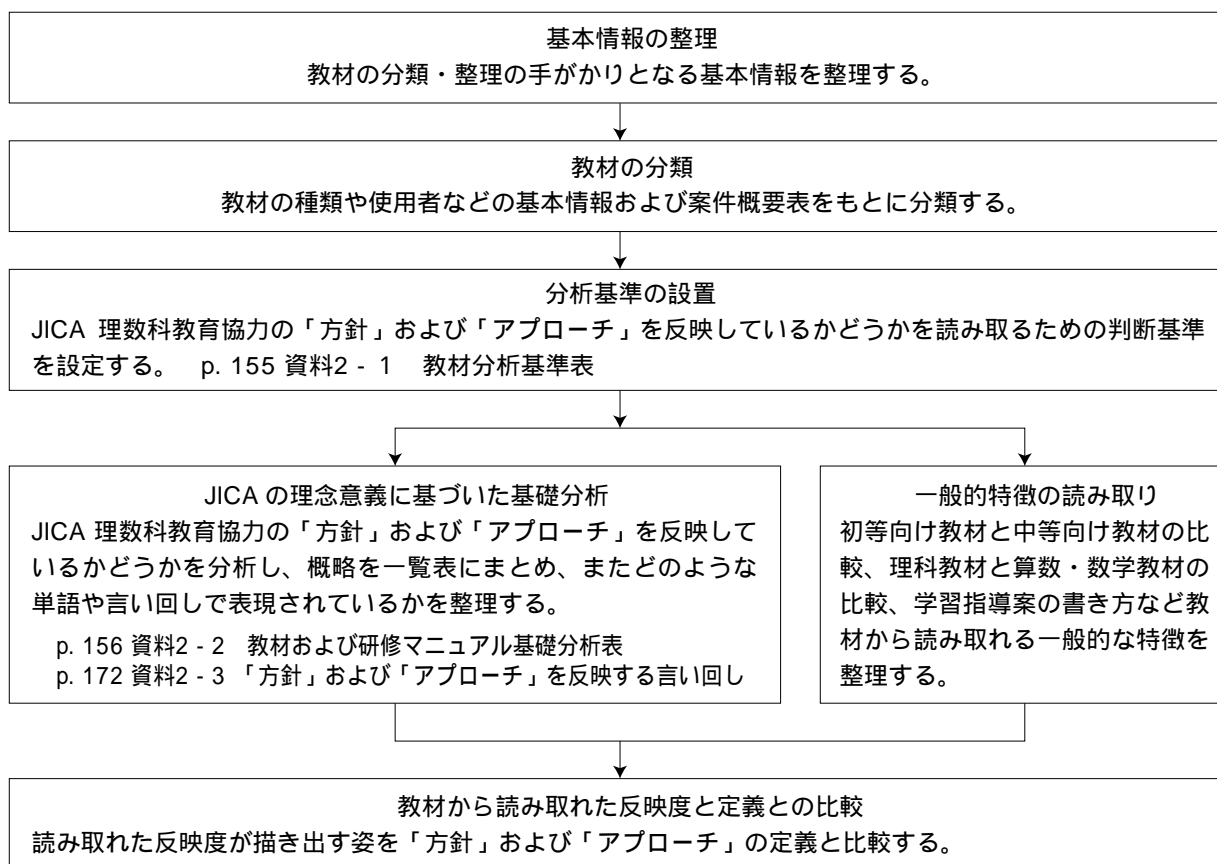 基本情報の整理
教材の分類・整理の手がかりとなる基本情報を整理する。
教材の分類
教材の種類や使用者などの基本情報および案件概要表をもとに分類する。
分析基準の設置
JICA 理数科教育協力の「方針」および「アプローチ」を反映しているかどうかを読み取るための判断基準
を設定する。 p. 155 資料2 - 1 教材分析基準表
JICA の理念意義に基づいた基礎分析
JICA 理数科教育協力の「方針」および「アプローチ」を反映して
いるかどうかを分析し、概略を一覧表にまとめ、またどのような
単語や言い回しで表現されているかを整理する。
p. 156 資料2 - 2 教材および研修マニュアル基礎分析表
p. 172 資料2 - 3 「方針」および「アプローチ」を反映する言い回し
一般的特徴の読み取り
初等向け教材と中等向け教材の比
較、理科教材と算数・数学教材の
比較、学習指導案の書き方など教
材から読み取れる一般的な特徴を
整理する。
教材から読み取れた反映度と定義との比較
読み取れた反映度が描き出す姿を「方針」および「アプローチ」の定義と比較する。